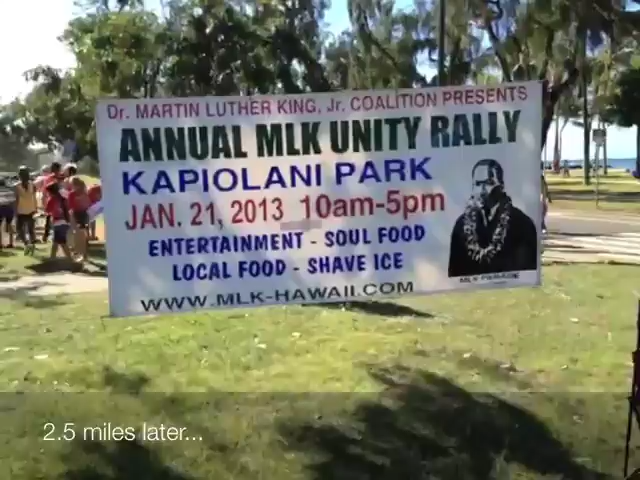 Dr. MARTIN LUTHER KING, Jr. COALITION PRESENTS
ANNUAL MLK UNITY RALLY
KAPIOLANI PARK
JAN. 21, 2013 10am-5pm
ENTERTAINMENT - SOUL FOOD
LOCAL FOOD - SHAVE ICE
WWW.MLK-HAWAII.COM
2.5 miles later...